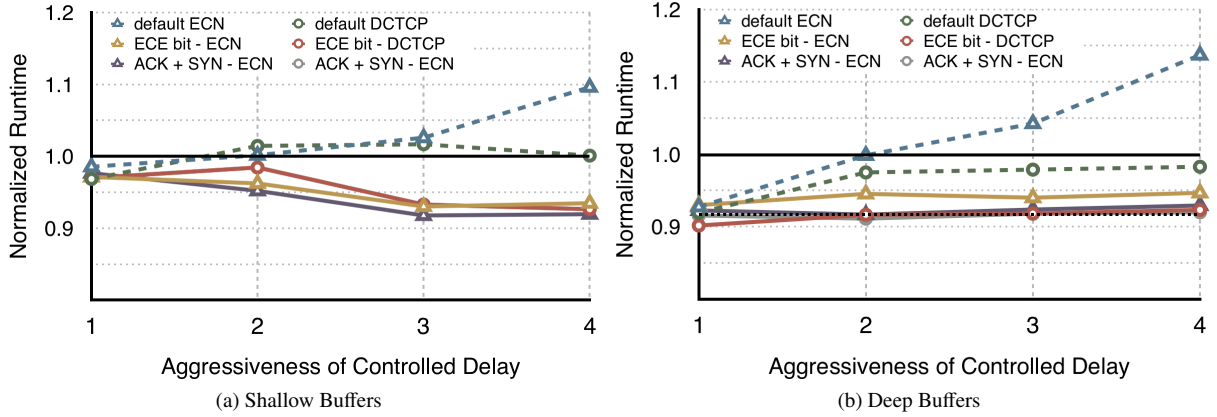 1.2
1.1
1.0
0.9
Normalized Runtime
default ECN
default DCTCP
ECE bit - ECN
ECE bit - DCTCP
ACK + SYN - ECN
ACK + SYN - ECN
1 2 3 4
Aggressiveness of Controlled Delay
(a) Shallow Buffers
1.2
1.1
1.0
0.9
Normalized Runtime
default ECN
default DCTCP
ECE bit - ECN
ECE bit - DCTCP
ACK + SYN - ECN
ACK + SYN - ECN
1 2 3 4
Aggressiveness of Controlled Delay
(b) Deep Buffers